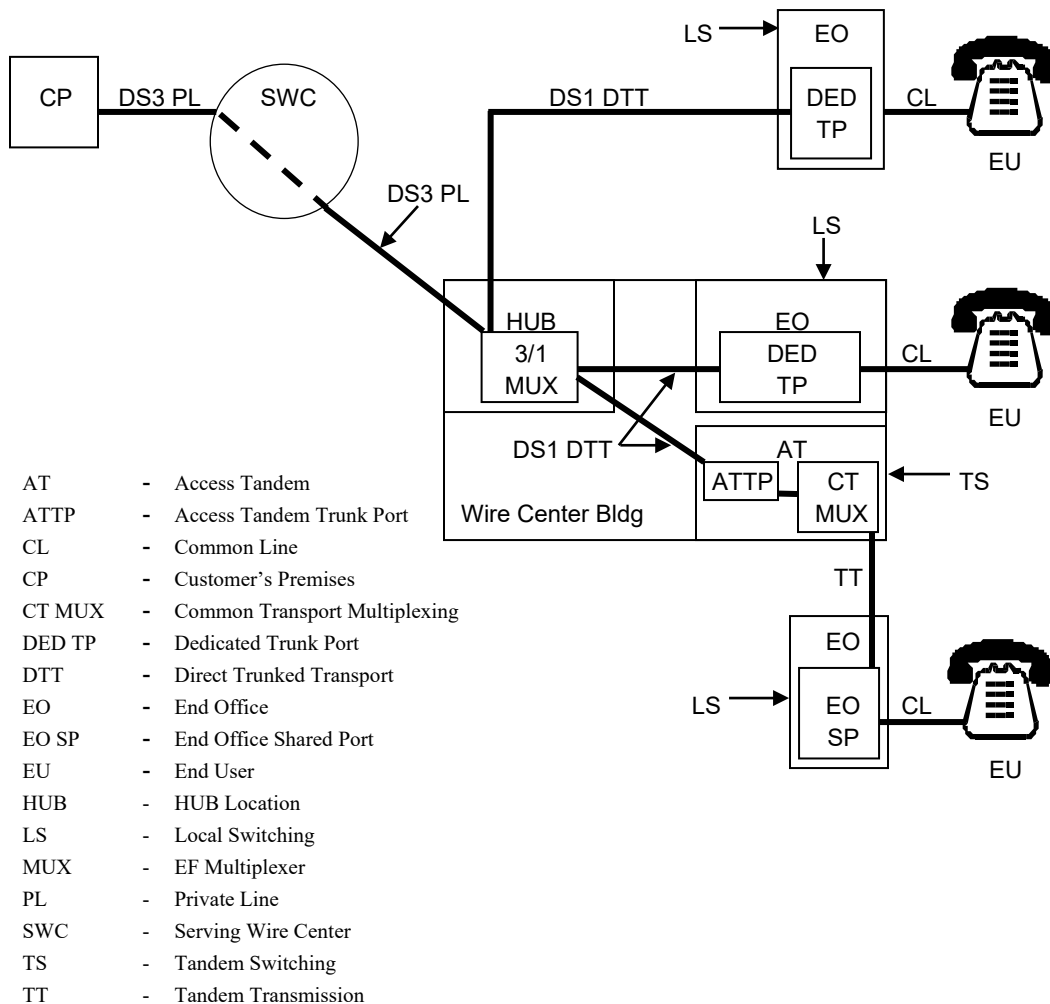 LS
EO
CP
DS3 PL
SWC
DS1 DTT
DED
TP
CL
EU
DS3 PL
LS
HUB
3/1
MUX
EO
DED
TP
CL
EU
DS1 DTT
AT
ATTP
CT
MUX
TS
Wire Center Bldg
TT
EO
LS
EO
SP
CL
EU
AT - Access Tandem
ATTP - Access Tandem Trunk Port
CL - Common Line
CP - Customer's Premises
CT MUX - Common Transport Multiplexing
DED TP - Dedicated Trunk Port
DTT - Direct Trunked Transport
EO - End Office
EO SP - End Office Shared Port
EU - End User
HUB - HUB Location
LS - Local Switching
MUX - EF Multiplexer
PL - Private Line
SWC - Serving Wire Center
TS - Tandem Switching
TT - Tandem Transmission